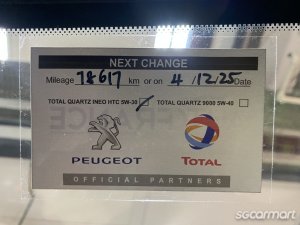 NEXT CHANGE
Mileage 78617 km or on 4/12/25 Date
TOTAL QUARTZ INEO HTC 5W-30 TOTAL QUARTZ 9000 5W-40
PEUGEOT TOTAL
OFFICIAL PARTNERS
sgcarmart